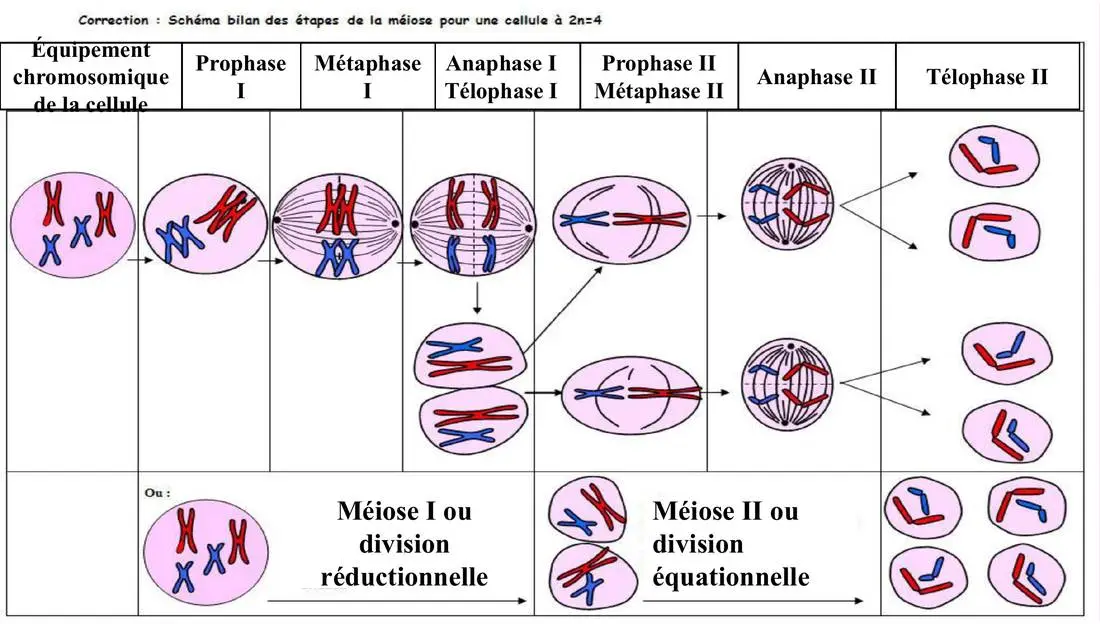 Correction : Schéma bilan des étapes de la méiose pour une cellule à 2n=4
Équipement
chromosomique
de la cellule
Prophase
I
Métaphase
I
Anaphase I
Télophase I
Prophase II
Métaphase II
Anaphase II
Télophase II
Ou :
Méiose I ou
division
réductionnelle
Méiose II ou
division
équationnelle